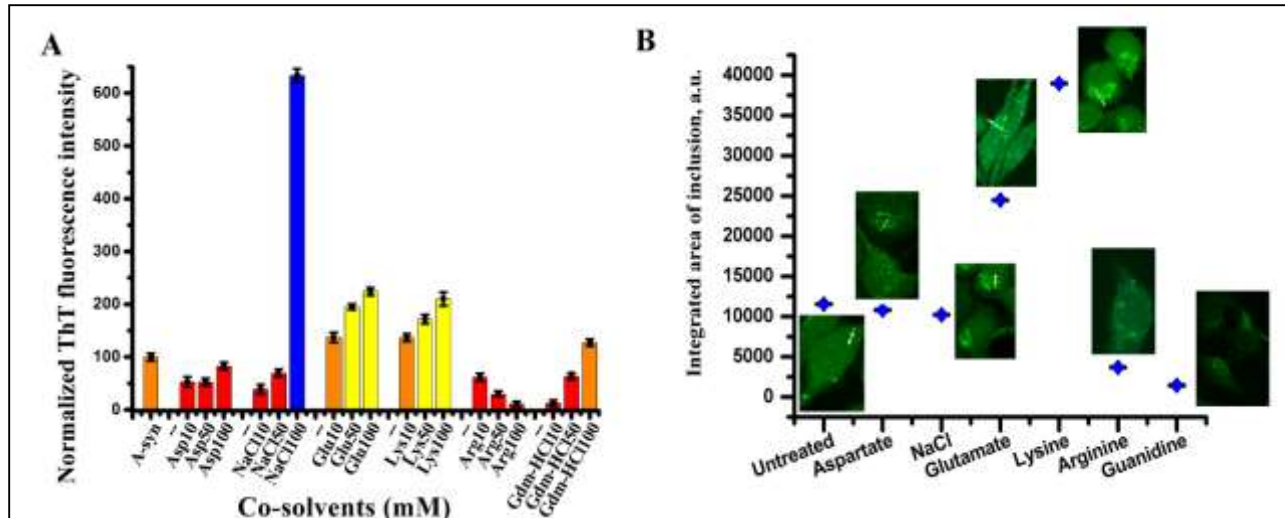 A
Normalized ThT fluorescence intensity
600
500
400
300
200
100
0
A-syn
–
Asp10
Asp50
Asp100
–
NaCl10
NaCl50
NaCl100
–
Glu10
Glu50
Glu100
–
Lys10
Lys50
Lys100
–
Arg10
Arg50
Arg100
–
Gdm-HCl10
Gdm-HCl50
Gdm-HCl100
Co-solvents (mM)
B
Integrated area of inclusion, a.u.
40000
35000
30000
25000
20000
15000
10000
5000
0
Untreated
Aspartate
NaCl
Glutamate
Lysine
Arginine
Guanidine